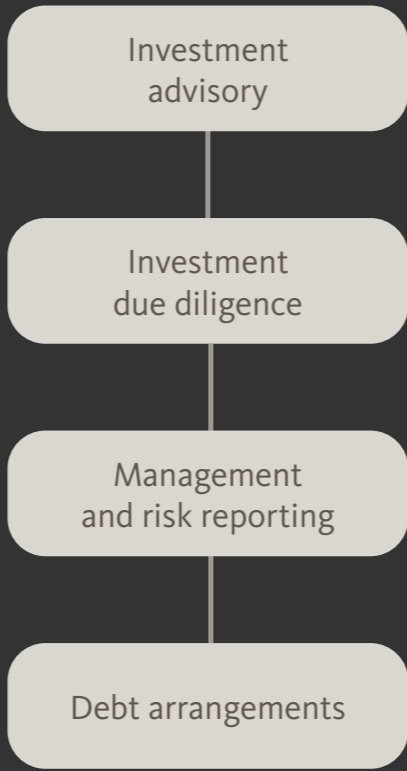 Investment
advisory
Investment
due diligence
Management
and risk reporting
Debt arrangements